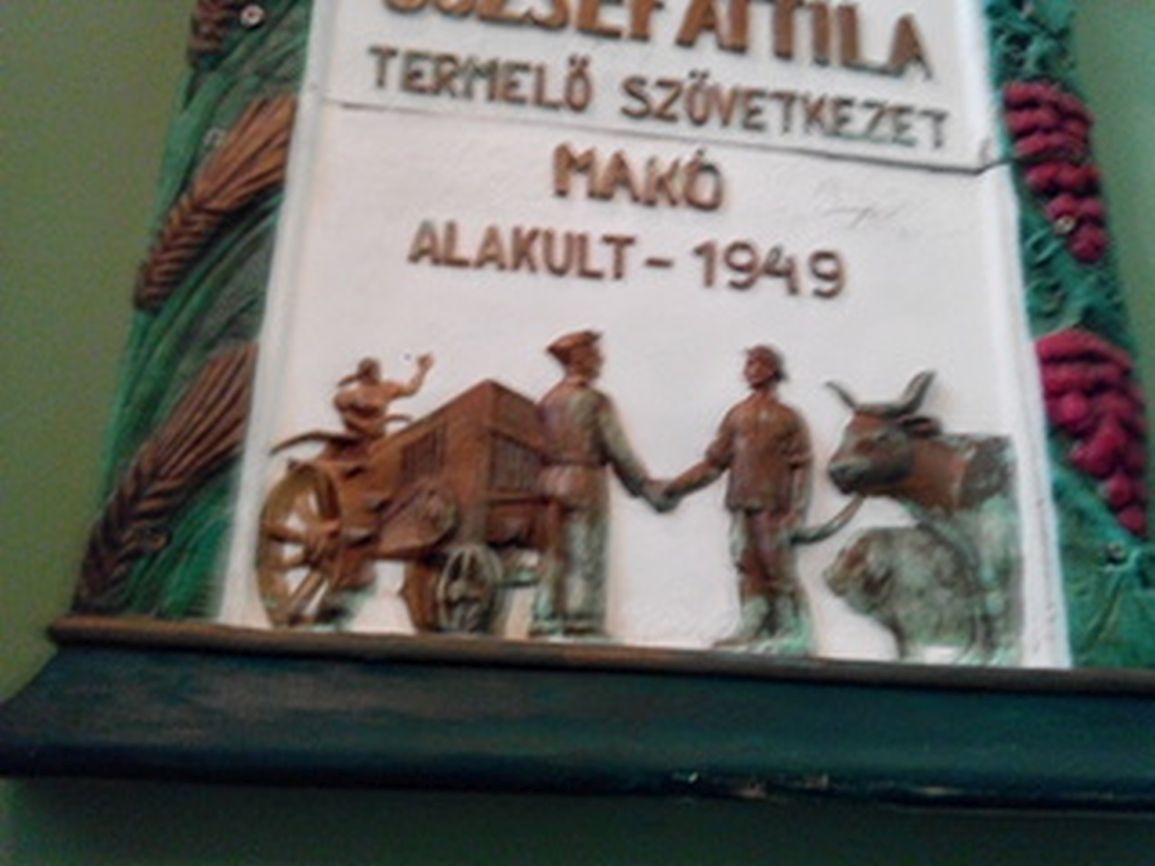 JÓZSEF ATTILA
TERMELŐ SZÖVETKEZET
MAKÓ
ALAKULT - 1949